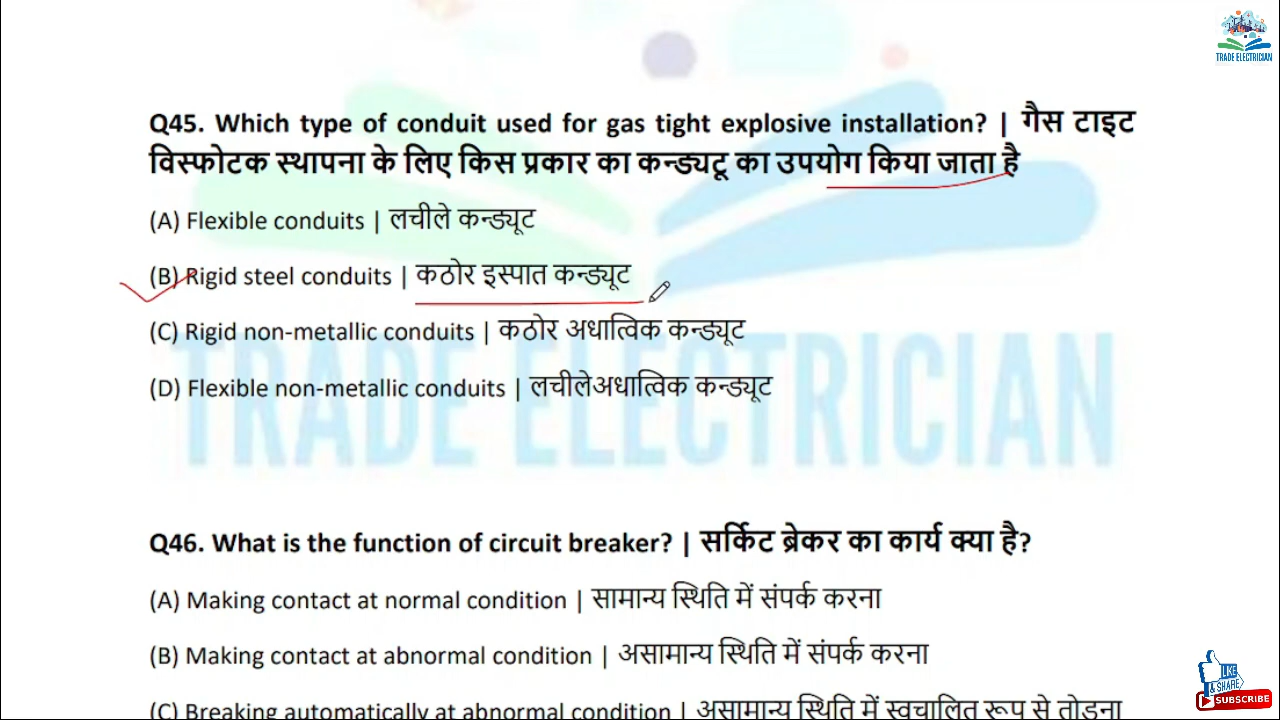 TRADE ELECTRICIAN
Q45. Which type of conduit used for gas tight explosive installation? | गैस टाइट
विस्फोटक स्थापना के लिए किस प्रकार का कन्ड्यटू का उपयोग किया जाता है
(A) Flexible conduits | लचीले कन्ड्यूट
(B) Rigid steel conduits | कठोर इस्पात कन्ड्यूट
(C) Rigid non-metallic conduits | कठोर अधात्विक कन्ड्यूट
(D) Flexible non-metallic conduits | लचीलेअधात्विक कन्ड्यूट
TRADE ELECTRICIAN
Q46. What is the function of circuit breaker? | सर्किट ब्रेकर का कार्य क्या है?
(A) Making contact at normal condition | सामान्य स्थिति में संपर्क करना
(B) Making contact at abnormal condition | असामान्य स्थिति में संपर्क करना
(C) Breaking automatically at abnormal condition | असामान्य स्थिति में स्वचालित रूप से तोड़ना
LIKE
& SHARE
SUBSCRIBE